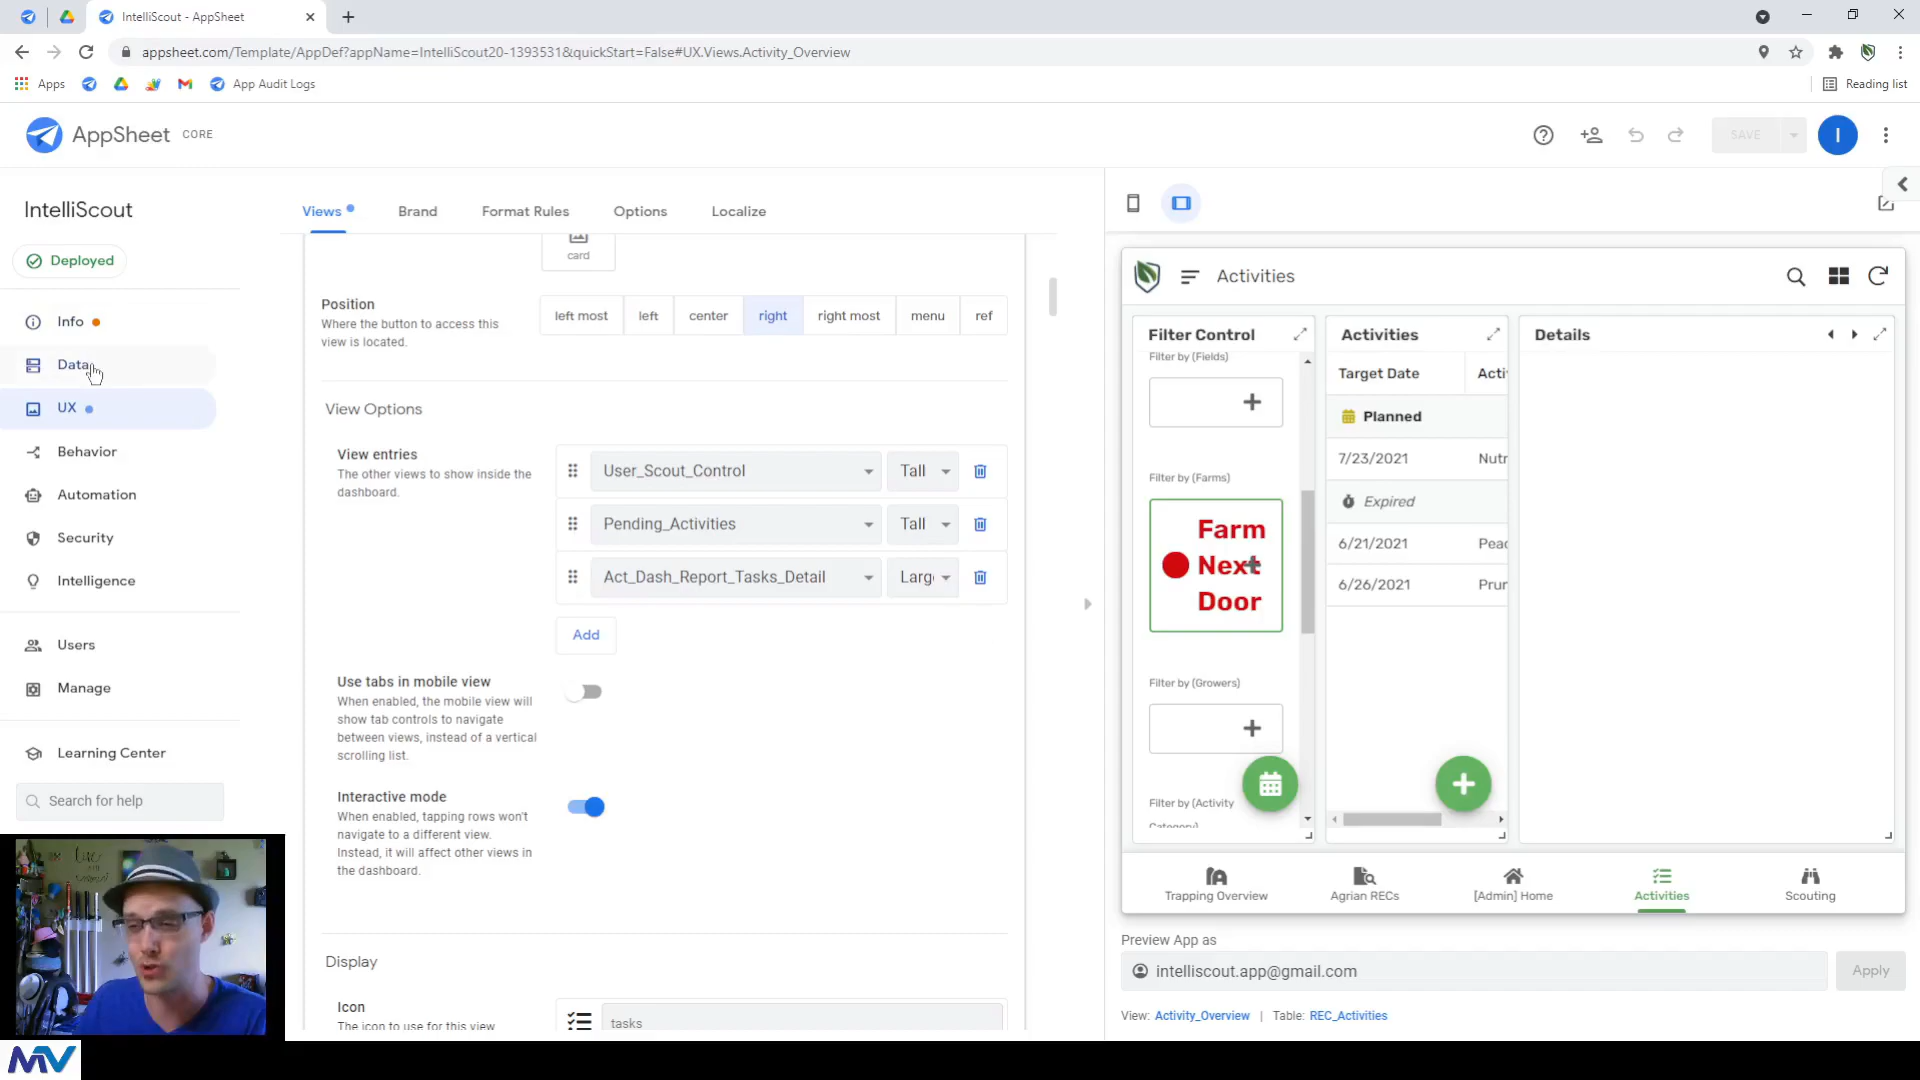 IntelliScout - AppSheet
appsheet.com/Template/AppDef?appName=IntelliScout20-1393531&quickStart=False#UX.Views.Activity_Overview
Apps
App Audit Logs
Reading list
AppSheet CORE
SAVE
I
IntelliScout
Deployed
Info
Data
UX
Behavior
Automation
Security
Intelligence
Users
Manage
Learning Center
Search for help
MV
Views
Brand
Format Rules
Options
Localize
card
Position
Where the button to access this
view is located.
left most
left
center
right
right most
menu
ref
View Options
View entries
The other views to show inside the
dashboard.
User_Scout_Control
Tall
Pending_Activities
Tall
Act_Dash_Report_Tasks_Detail
Larg
Add
Use tabs in mobile view
When enabled, the mobile view will
show tab controls to navigate
between views, instead of a vertical
scrolling list.
Interactive mode
When enabled, tapping rows won't
navigate to a different view.
Instead, it will affect other views in
the dashboard.
Display
Icon
The icon to use for this view
tasks
Activities
Filter Control
Filter by (Fields)
Filter by (Farms)
Farm
Next
Door
Filter by (Growers)
Filter by (Activity
Category)
Activities
Target Date
Acti
Planned
7/23/2021
Nutr
Expired
6/21/2021
Peac
6/26/2021
Prur
Details
Trapping Overview
Agrian RECs
[Admin] Home
Activities
Scouting
Preview App as
intelliscout.app@gmail.com
Apply
View: Activity_Overview | Table: REC_Activities